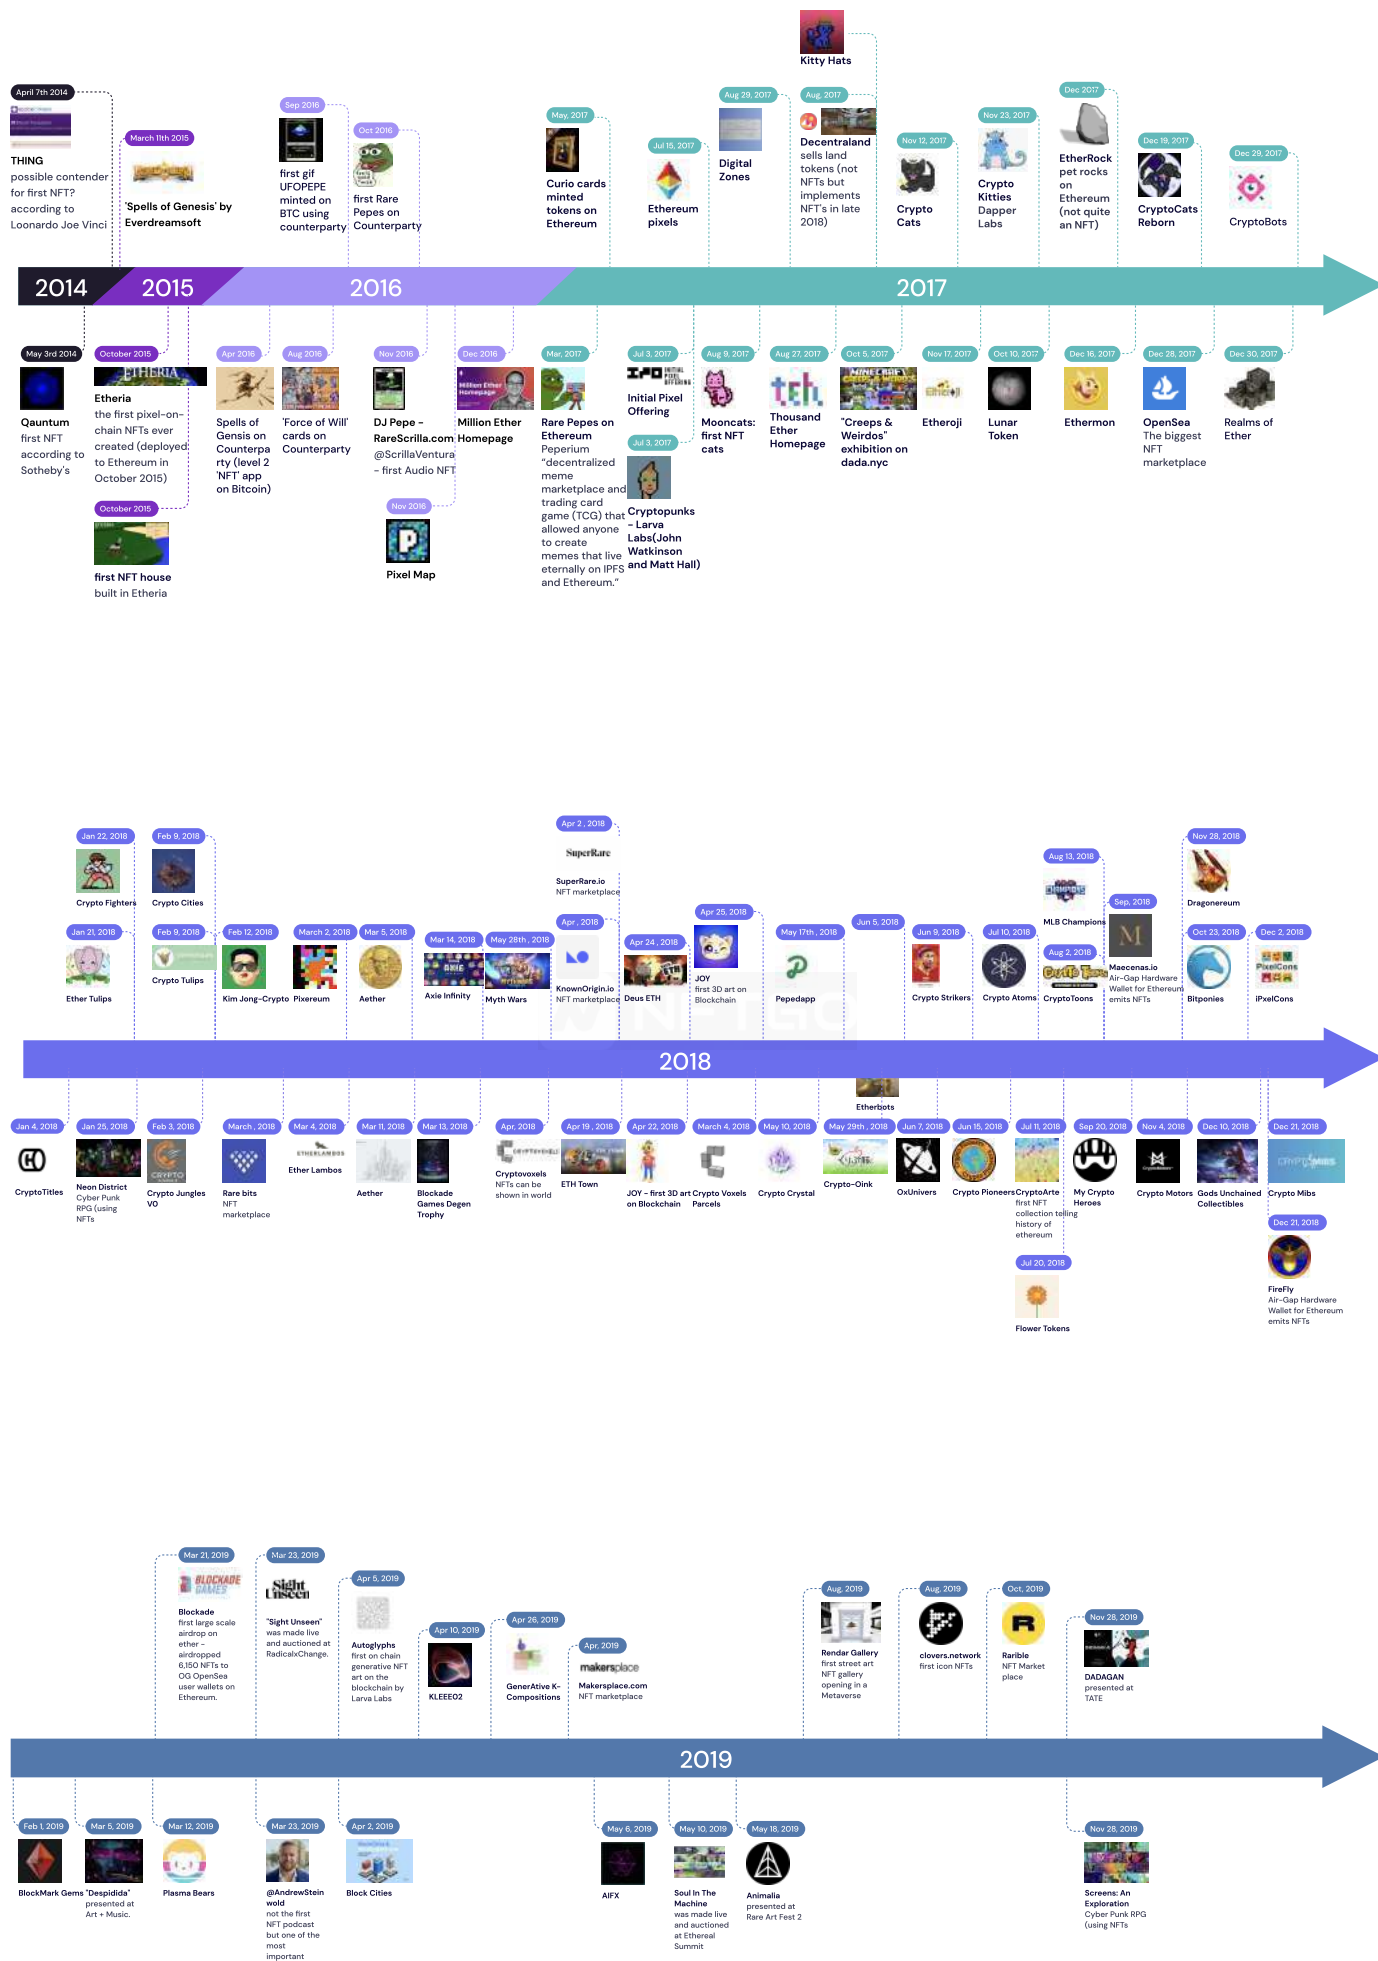 Kitty Hats
April 7th 2014
THING
possible contender
for first NFT?
according to
Loonardo Joe Vinci
March 11th 2015
'Spells of Genesis' by
Everdreamsoft
Sep 2016
first gif
UFOPEPE
minted on
BTC using
counterparty
Oct 2016
first Rare
Pepes on
Counterparty
May, 2017
Curio cards
minted
tokens on
Ethereum
Jul 15, 2017
Ethereum
pixels
Aug 29, 2017
Digital
Zones
Aug, 2017
Decentraland
sells land
tokens (not
NFTs but
implements
NFT's in late
2018)
Nov 12, 2017
Crypto
Cats
Nov 23, 2017
Crypto
Kitties
Dapper
Labs
Dec 2017
EtherRock
pet rocks
on
Ethereum
(not quite
an NFT)
Dec 19, 2017
CryptoCats
Reborn
Dec 29, 2017
CryptoBots
2014
2015
2016
2017
May 3rd 2014
Qauntum
first NFT
according to
Sotheby's
October 2015
ETHERIA
Etheria
the first pixel-on-
chain NFTs ever
created (deployed
to Ethereum in
October 2015)
October 2015
first NFT house
built in Etheria
Apr 2016
Spells of
Gensis on
Counterpa
rty (level 2
'NFT' app
on Bitcoin)
Aug 2016
'Force of Will'
cards on
Counterparty
Nov 2016
DJ Pepe -
RareScrilla.com
@ScrillaVentura
- first Audio NFT
Nov 2016
P
Pixel Map
Dec 2016
Million Ether
Homepage
Million Ether
Homepage
Mar, 2017
Rare Pepes on
Ethereum
Peperium
“decentralized
meme
marketplace and
trading card
game (TCG) that
allowed anyone
to create
memes that live
eternally on IPFS
and Ethereum.”
Jul 3, 2017
IPO INITIAL
PIXEL
OFFERING
Initial Pixel
Offering
Jul 3, 2017
Cryptopunks
- Larva
Labs(John
Watkinson
and Matt Hall)
Aug 9, 2017
Mooncats:
first NFT
cats
Aug 27, 2017
teh
Thousand
Ether
Homepage
Oct 5, 2017
MINECRAFT
CREEPS & WEIRDOS
"Creeps &
Weirdos"
exhibition on
dada.nyc
Nov 17, 2017
Etheroji
Oct 10, 2017
Lunar
Token
Dec 16, 2017
Ethermon
Dec 28, 2017
OpenSea
The biggest
NFT
marketplace
Dec 30, 2017
Realms of
Ether
Jan 22, 2018
Crypto Fighters
Jan 21, 2018
Ether Tulips
Feb 9, 2018
Crypto Cities
Feb 9, 2018
Crypto Tulips
Feb 12, 2018
Kim Jong-Crypto
March 2, 2018
Pixereum
Mar 5, 2018
Aether
Mar 14, 2018
AXIE
Axie Infinity
May 28th , 2018
Myth Wars
Apr 2 , 2018
SuperRare
SuperRare.io
NFT marketplace
Apr , 2018
KnownOrigin.io
NFT marketplace
Apr 24 , 2018
ETH
Deus ETH
Apr 25, 2018
JOY
first 3D art on
Blockchain
May 17th , 2018
Pepedapp
Jun 5, 2018
Jun 9, 2018
Crypto Strikers
Jul 10, 2018
Crypto Atoms
Aug 13, 2018
CHAMPIONS
MLB Champions
Aug 2, 2018
Crypto Toons
CryptoToons
Sep, 2018
M
Maecenas.io
Air-Gap Hardware
Wallet for Ethereum
emits NFTs
Nov 28, 2018
Dragonereum
Oct 23, 2018
Bitponies
Dec 2, 2018
PixelCons
iPxelCons
NFTGO
2018
Etherbots
Jan 4, 2018
CryptoTitles
Jan 25, 2018
Neon District
Cyber Punk
RPG (using
NFTs
Feb 3, 2018
CRYPTO
Crypto Jungles
V0
March , 2018
Rare bits
NFT
marketplace
Mar 4, 2018
ETHERLAMBOS
Ether Lambos
Mar 11, 2018
Aether
Mar 13, 2018
Blockade
Games Degen
Trophy
Apr, 2018
CRYPTOVOXELS
Cryptovoxels
NFTs can be
shown in world
Apr 19 , 2018
ETH Town
Apr 22, 2018
JOY - first 3D art
on Blockchain
March 4, 2018
Crypto Voxels
Parcels
May 10, 2018
Crypto Crystal
May 29th , 2018
Crypto-Oink
Jun 7, 2018
OxUnivers
Jun 15, 2018
Crypto Pioneers
Jul 11, 2018
CryptoArte
first NFT
collection telling
history of
ethereum
Jul 20, 2018
Flower Tokens
Sep 20, 2018
My Crypto
Heroes
Nov 4, 2018
Crypto Motors
Dec 10, 2018
Gods Unchained
Collectibles
Dec 21, 2018
CRYPTOMIBS
Crypto Mibs
Dec 21, 2018
FireFly
Air-Gap Hardware
Wallet for Ethereum
emits NFTs
Mar 21, 2019
BLOCKADE
GAMES
Blockade
first large scale
airdrop on
ether -
airdropped
6,150 NFTs to
OG OpenSea
user wallets on
Ethereum.
Mar 23, 2019
Sight
Unseen
"Sight Unseen"
was made live
and auctioned at
RadicalxChange.
Apr 5, 2019
Autoglyphs
first on chain
generative NFT
art on the
blockchain by
Larva Labs
Apr 10, 2019
KLEEE02
Apr 26, 2019
GenerAtive K-
Compositions
Apr, 2019
makersplace
Makersplace.com
NFT marketplace
Aug, 2019
Rendar Gallery
first street art
NFT gallery
opening in a
Metaverse
Aug, 2019
clovers.network
first icon NFTs
Oct, 2019
R
Rarible
NFT Market
place
Nov 28, 2019
DADAGAN
presented at
TATE
2019
Feb 1, 2019
BlockMark Gems
Mar 5, 2019
"Despidida"
presented at
Art + Music.
Mar 12, 2019
Plasma Bears
Mar 23, 2019
@AndrewStein
wold
not the first
NFT podcast
but one of the
most
important
Apr 2, 2019
Block Cities
May 6, 2019
AIFX
May 10, 2019
Soul In The
Machine
was made live
and auctioned
at Ethereal
Summit
May 18, 2019
Animalia
presented at
Rare Art Fest 2
Nov 28, 2019
Screens: An
Exploration
Cyber Punk RPG
(using NFTs